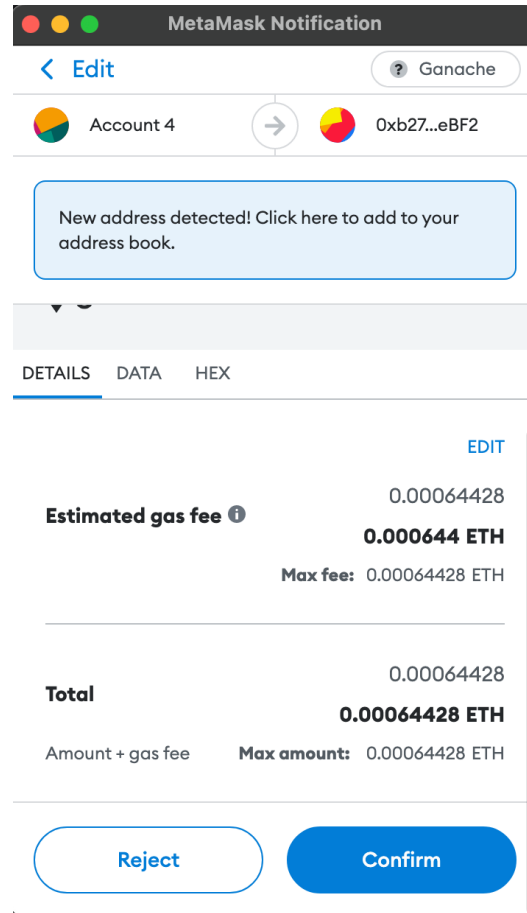 MetaMask Notification
Edit
? Ganache
Account 4
0xb27...eBF2
New address detected! Click here to add to your
address book.
DETAILS DATA HEX
EDIT
0.00064428
Estimated gas fee
0.000644 ETH
Max fee: 0.00064428 ETH
0.00064428
Total
0.00064428 ETH
Amount + gas fee Max amount: 0.00064428 ETH
Reject Confirm